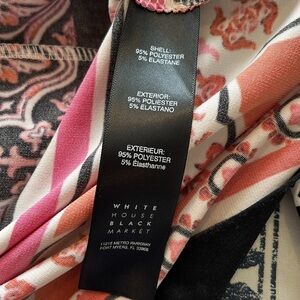 SHELL:
95% POLYESTER
5% ELASTANE
EXTERIOR:
95% POLIESTER
5% ELASTANO
EXTERIEUR:
95% POLYESTER
5% Élasthanne
WHITE
HOUSE
BLACK
MARKET
11215 METRO PARKWAY
FORT MYERS, FL 33966